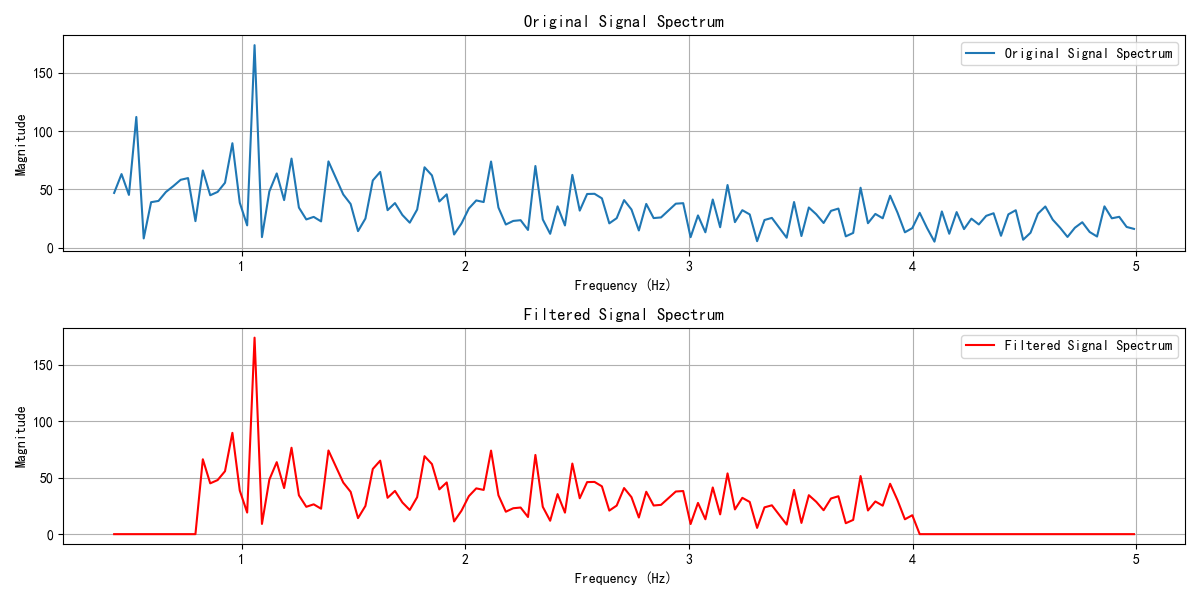 Original Signal Spectrum
Original Signal Spectrum
Magnitude
150
100
50
0
1 2 3 4 5
Frequency (Hz)
Filtered Signal Spectrum
Filtered Signal Spectrum
Magnitude
150
100
50
0
1 2 3 4 5
Frequency (Hz)